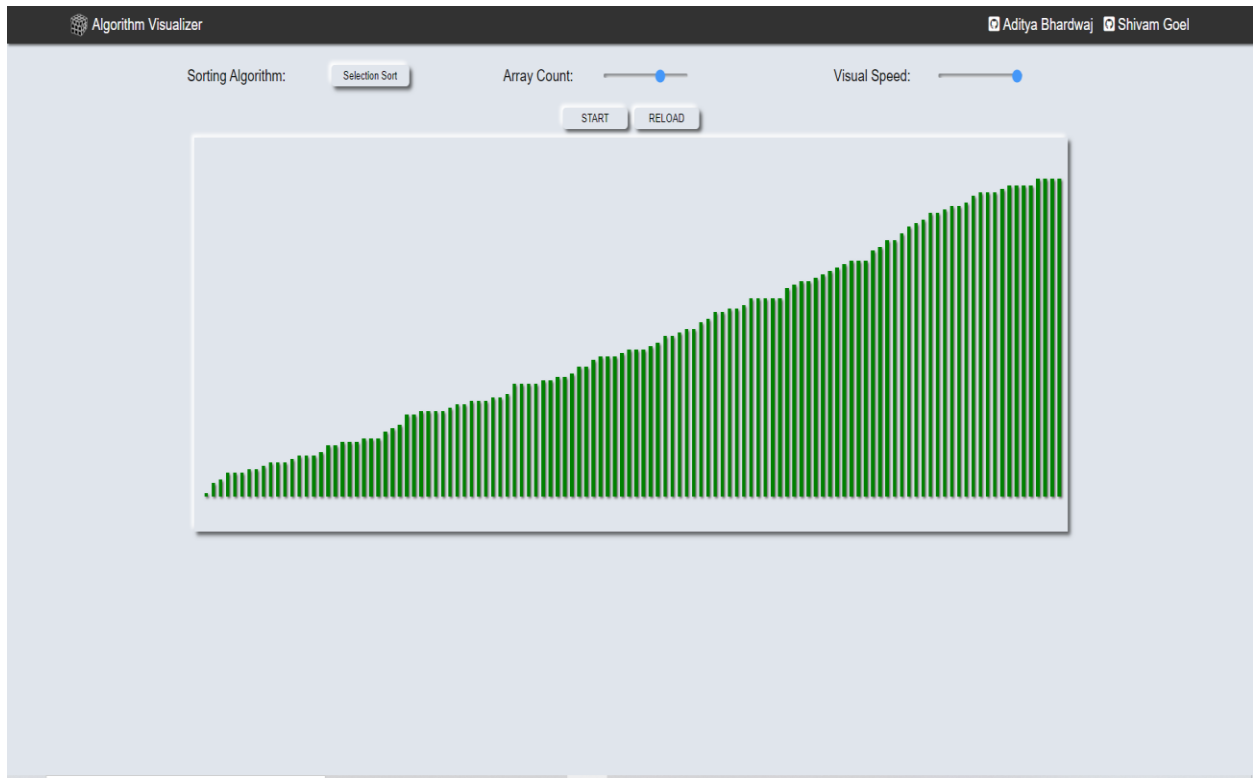 Algorithm Visualizer Aditya Bhardwaj Shivam Goel
Sorting Algorithm: Selection Sort Array Count: Visual Speed:
START RELOAD